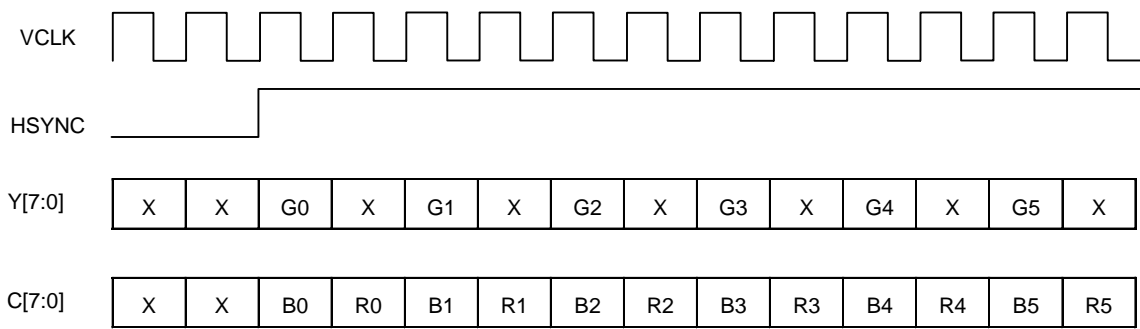 VCLK
HSYNC
Y[7:0] X X G0 X G1 X G2 X G3 X G4 X G5 X
C[7:0] X X B0 R0 B1 R1 B2 R2 B3 R3 B4 R4 B5 R5